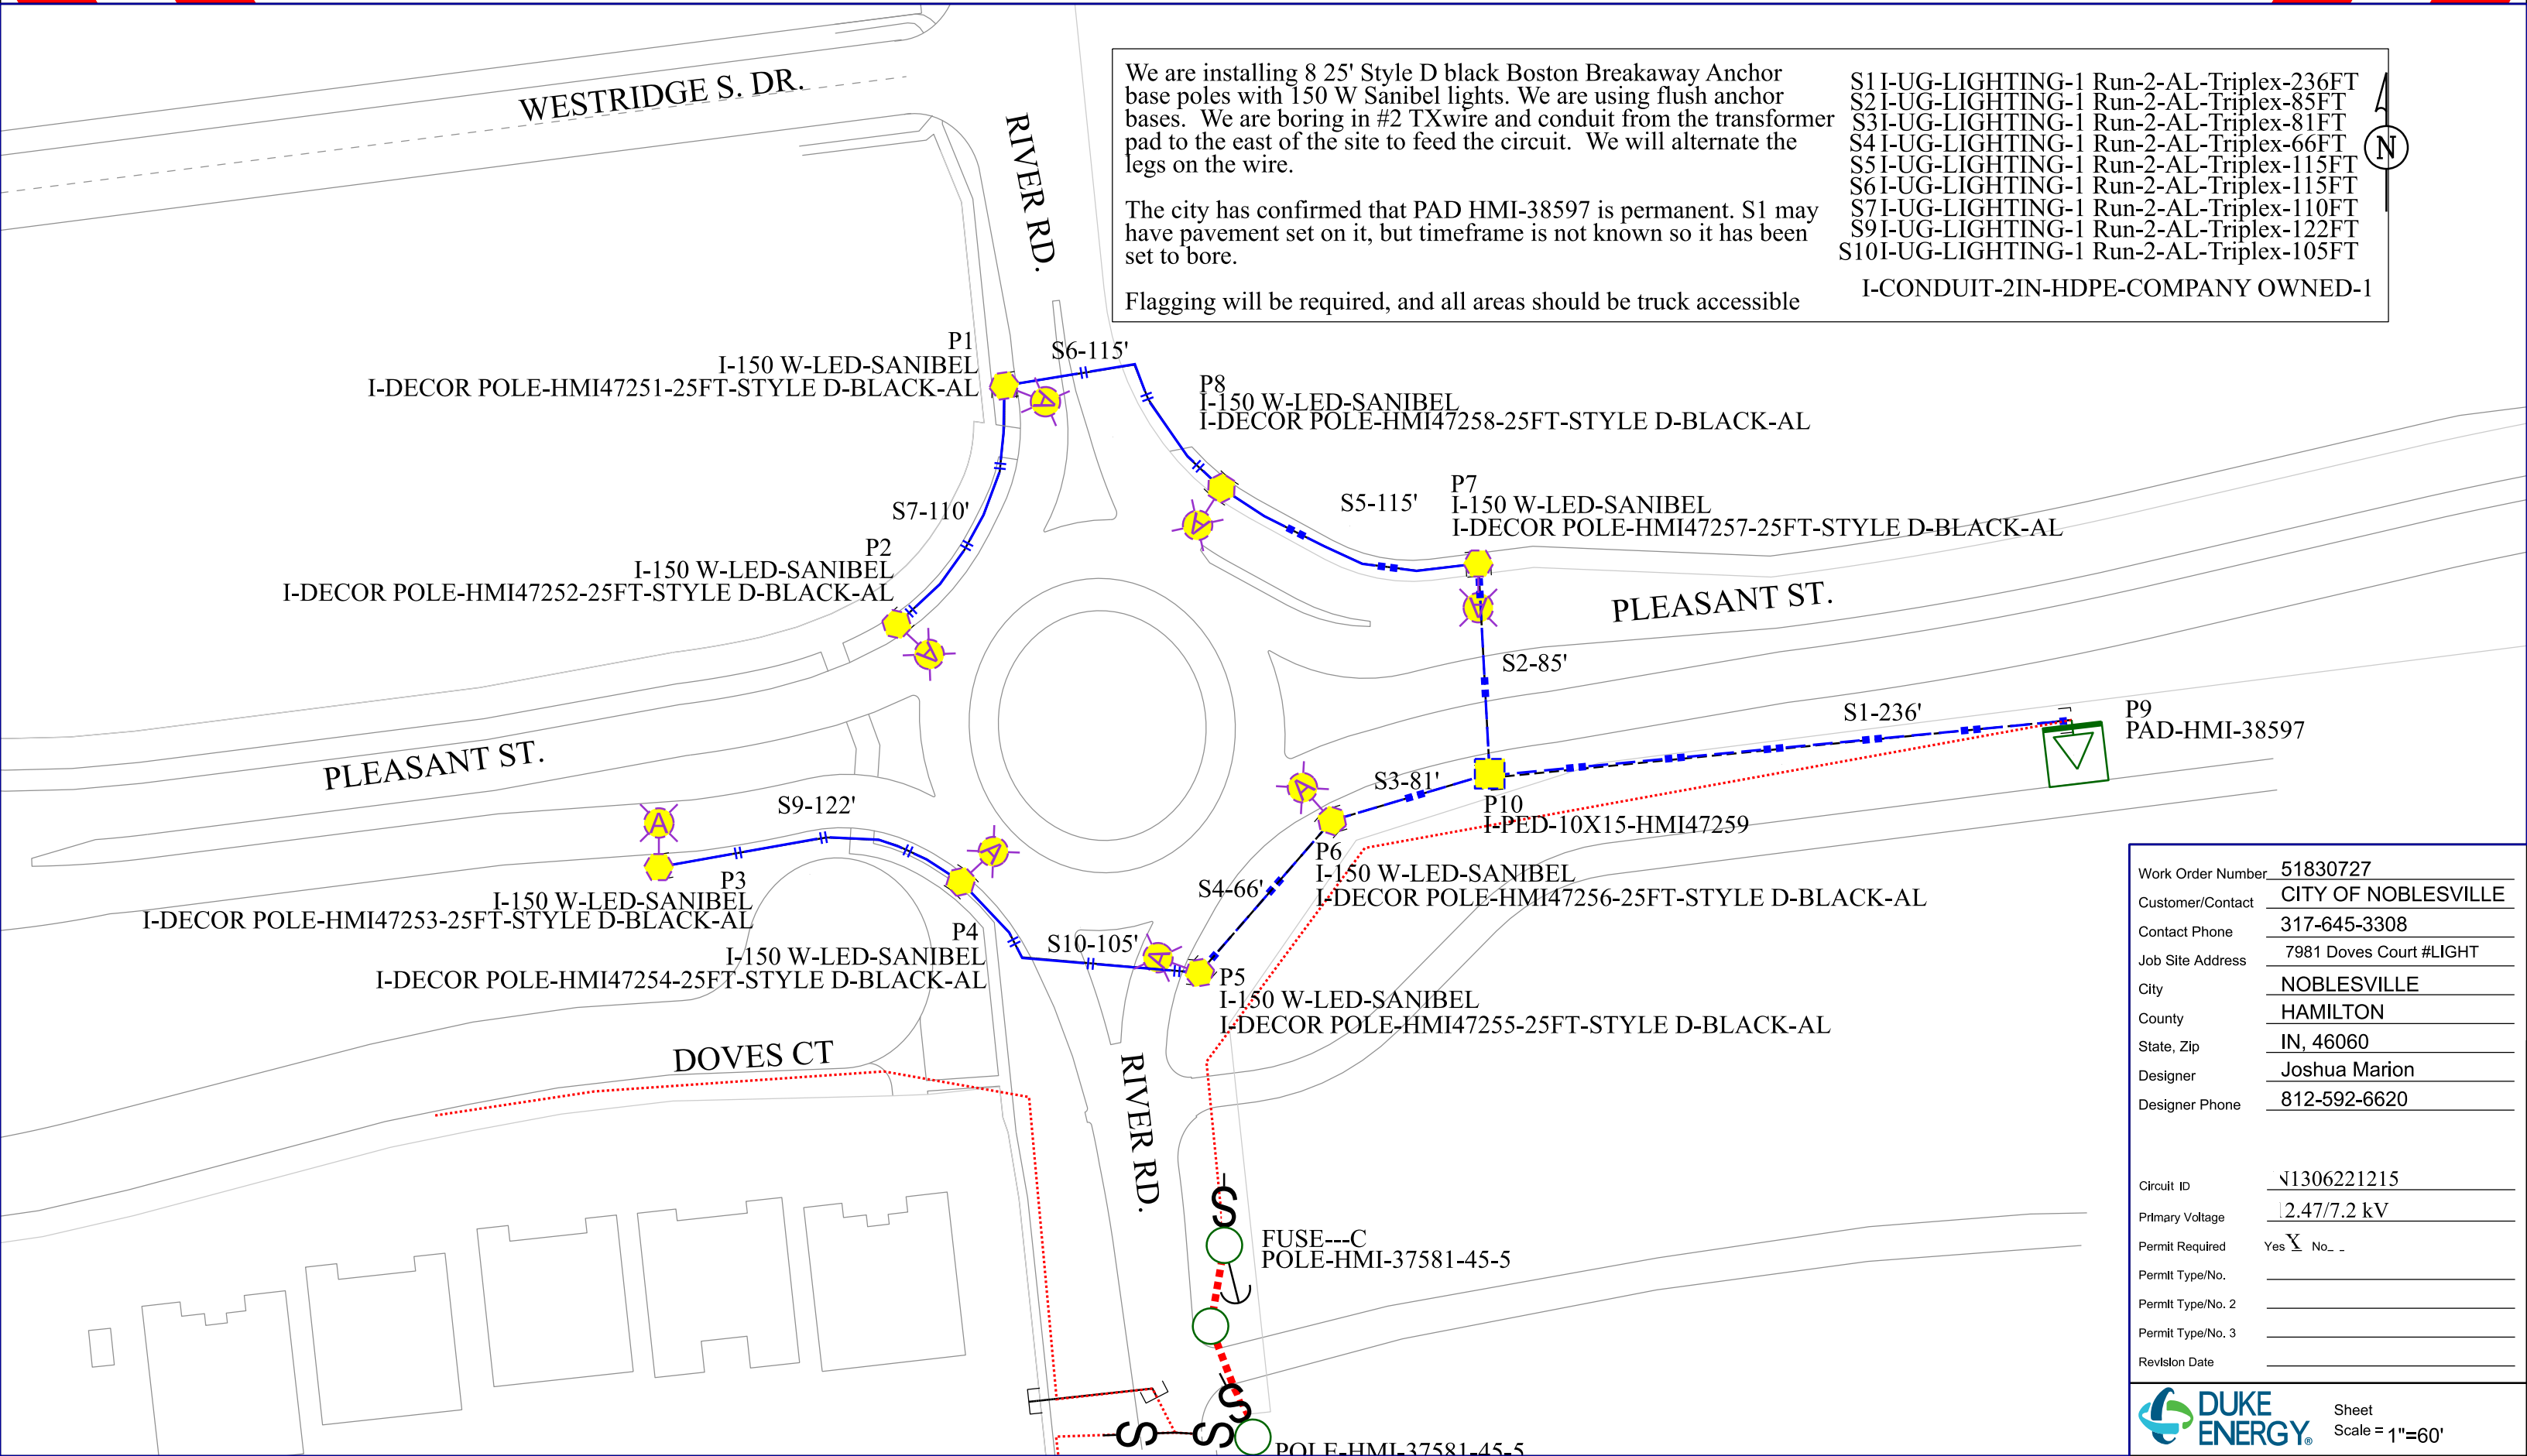 WESTRIDGE S. DR.
RIVER RD.
We are installing 8 25' Style D black Boston Breakaway Anchor
base poles with 150 W Sanibel lights. We are using flush anchor
bases.  We are boring in #2 TXwire and conduit from the transformer
pad to the east of the site to feed the circuit.  We will alternate the
legs on the wire.
The city has confirmed that PAD HMI-38597 is permanent. S1 may
have pavement set on it, but timeframe is not known so it has been
set to bore.
Flagging will be required, and all areas should be truck accessible
S1 I-UG-LIGHTING-1 Run-2-AL-Triplex-236FT
S2 I-UG-LIGHTING-1 Run-2-AL-Triplex-85FT
S3 I-UG-LIGHTING-1 Run-2-AL-Triplex-81FT
S4 I-UG-LIGHTING-1 Run-2-AL-Triplex-66FT
S5 I-UG-LIGHTING-1 Run-2-AL-Triplex-115FT
S6 I-UG-LIGHTING-1 Run-2-AL-Triplex-115FT
S7 I-UG-LIGHTING-1 Run-2-AL-Triplex-110FT
S9 I-UG-LIGHTING-1 Run-2-AL-Triplex-122FT
S10 I-UG-LIGHTING-1 Run-2-AL-Triplex-105FT
I-CONDUIT-2IN-HDPE-COMPANY OWNED-1
N
P1
I-150 W-LED-SANIBEL
I-DECOR POLE-HMI47251-25FT-STYLE D-BLACK-AL
A
S6-115'
P8
I-150 W-LED-SANIBEL
I-DECOR POLE-HMI47258-25FT-STYLE D-BLACK-AL
A
S7-110'
S5-115'
P7
I-150 W-LED-SANIBEL
I-DECOR POLE-HMI47257-25FT-STYLE D-BLACK-AL
A
P2
I-150 W-LED-SANIBEL
I-DECOR POLE-HMI47252-25FT-STYLE D-BLACK-AL
A
PLEASANT ST.
S2-85'
S1-236'
P9
PAD-HMI-38597
PLEASANT ST.
S9-122'
A
A
A
S3-81'
P10
I-PED-10X15-HMI47259
P3
I-150 W-LED-SANIBEL
I-DECOR POLE-HMI47253-25FT-STYLE D-BLACK-AL
P6
I-150 W-LED-SANIBEL
I-DECOR POLE-HMI47256-25FT-STYLE D-BLACK-AL
S4-66'
P4
I-150 W-LED-SANIBEL
I-DECOR POLE-HMI47254-25FT-STYLE D-BLACK-AL
S10-105'
A
P5
I-150 W-LED-SANIBEL
I-DECOR POLE-HMI47255-25FT-STYLE D-BLACK-AL
DOVES CT
RIVER RD.
S
FUSE---C
POLE-HMI-37581-45-5
S
S
S
POLE-HMI-37581-45-5
Work Order Number 51830727
Customer/Contact CITY OF NOBLESVILLE
Contact Phone 317-645-3308
Job Site Address 7981 Doves Court #LIGHT
City NOBLESVILLE
County HAMILTON
State, Zip IN, 46060
Designer Joshua Marion
Designer Phone 812-592-6620
Circuit ID N1306221215
Primary Voltage 12.47/7.2 kV
Permit Required Yes X No_ _
Permit Type/No.
Permit Type/No. 2
Permit Type/No. 3
Revision Date
DUKE
ENERGY®
Sheet
Scale = 1"=60'